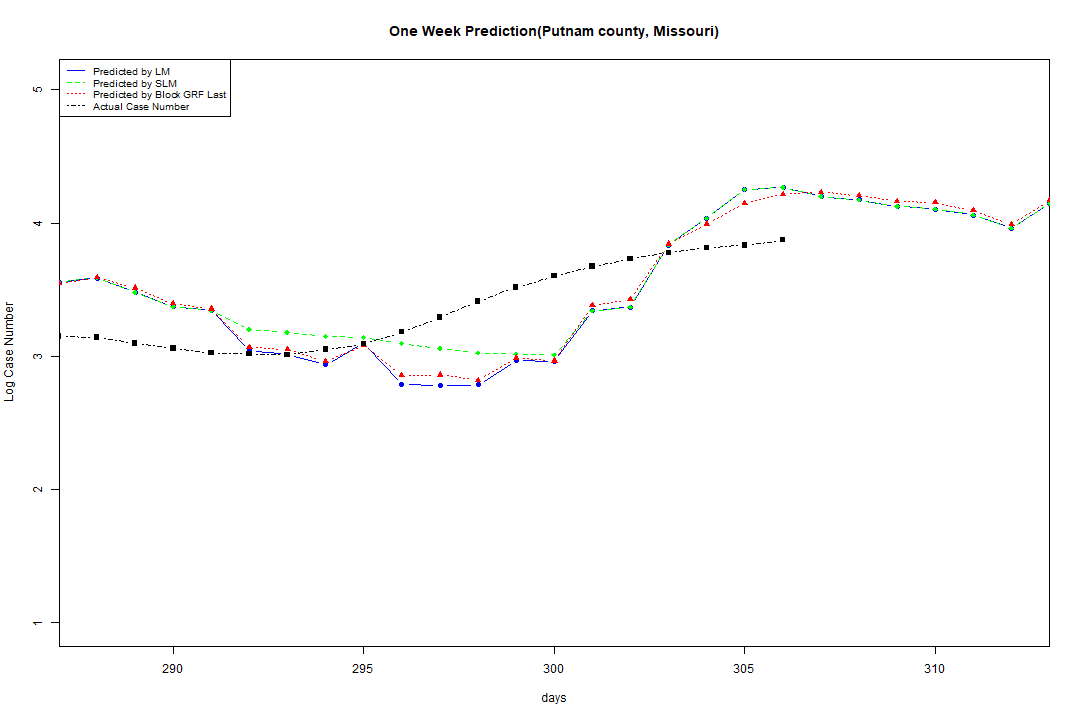 One Week Prediction(Putnam county, Missouri)
Predicted by LM
Predicted by SLM
Predicted by Block GRF Last
Actual Case Number
5
4
3
2
1
Log Case Number
290 295 300 305 310
days